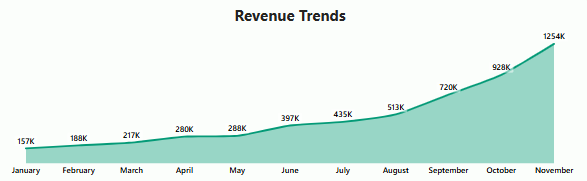 Revenue Trends
1254K
928K
720K
513K
435K
397K
288K
280K
217K
188K
157K
January February March April May June July August September October November